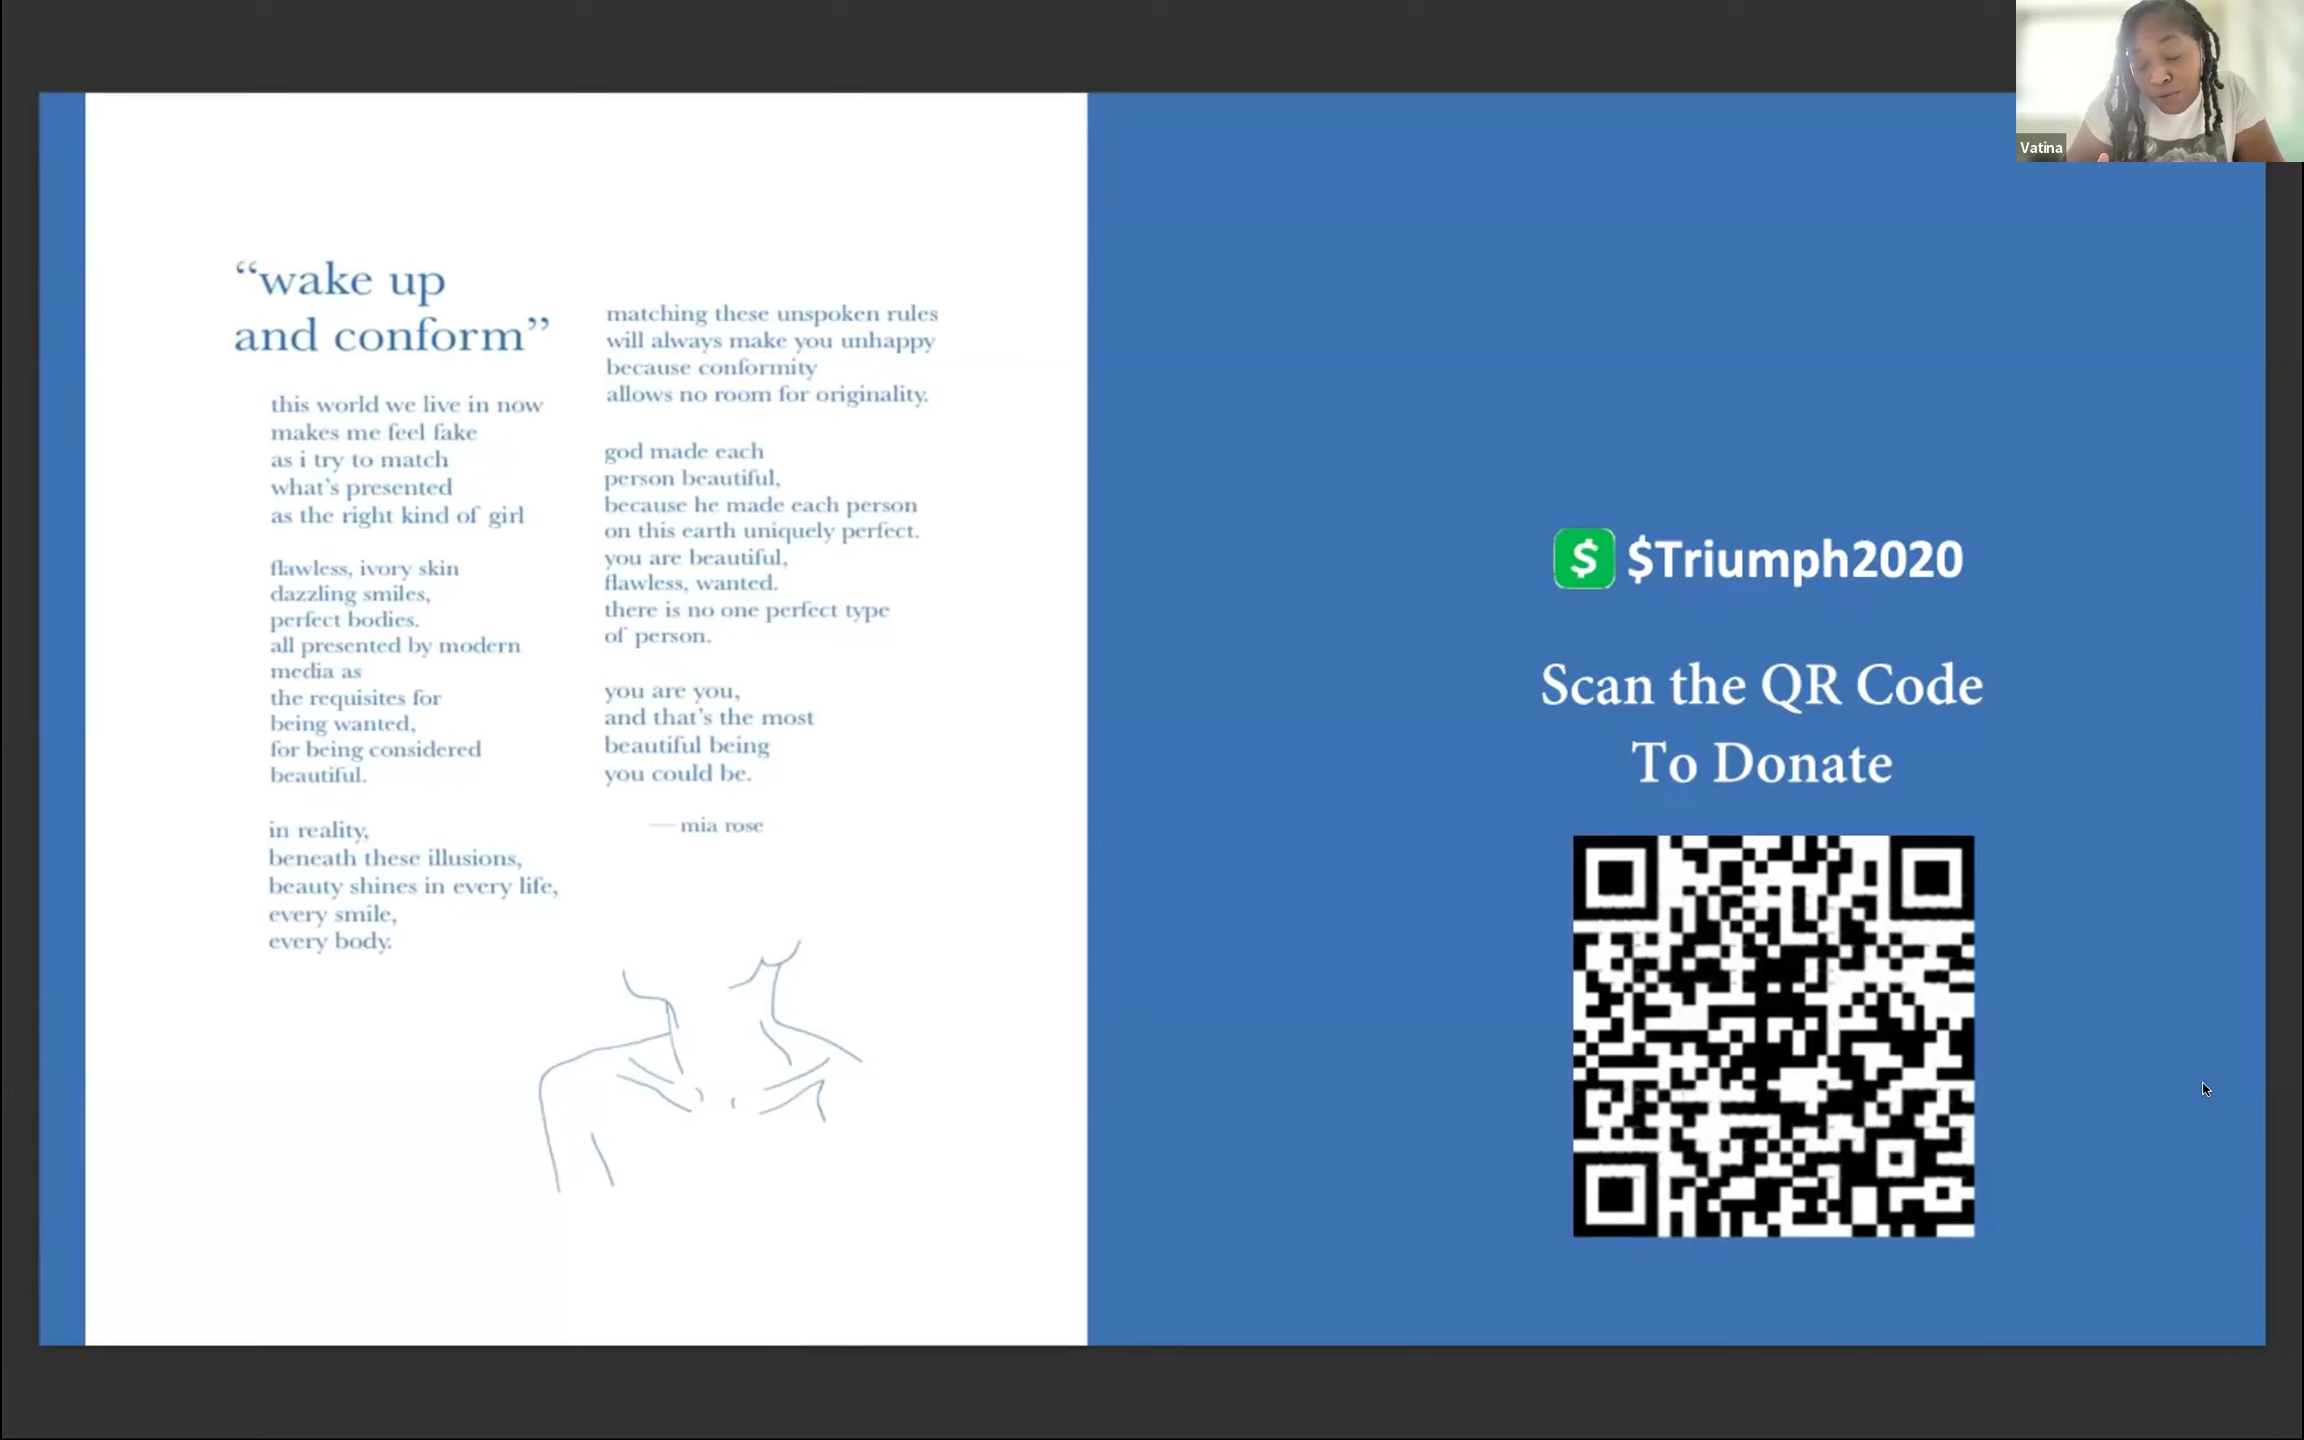 Vatina
“wake up
and conform”
this world we live in now
makes me feel fake
as i try to match
what’s presented
as the right kind of girl
flawless, ivory skin
dazzling smiles,
perfect bodies.
all presented by modern
media as
the requisites for
being wanted,
for being considered
beautiful.
in reality,
beneath these illusions,
beauty shines in every life,
every smile,
every body.
matching these unspoken rules
will always make you unhappy
because conformity
allows no room for originality.
god made each
person beautiful,
because he made each person
on this earth uniquely perfect.
you are beautiful,
flawless, wanted.
there is no one perfect type
of person.
you are you,
and that’s the most
beautiful being
you could be.
— mia rose
$ $Triumph2020
Scan the QR Code
To Donate